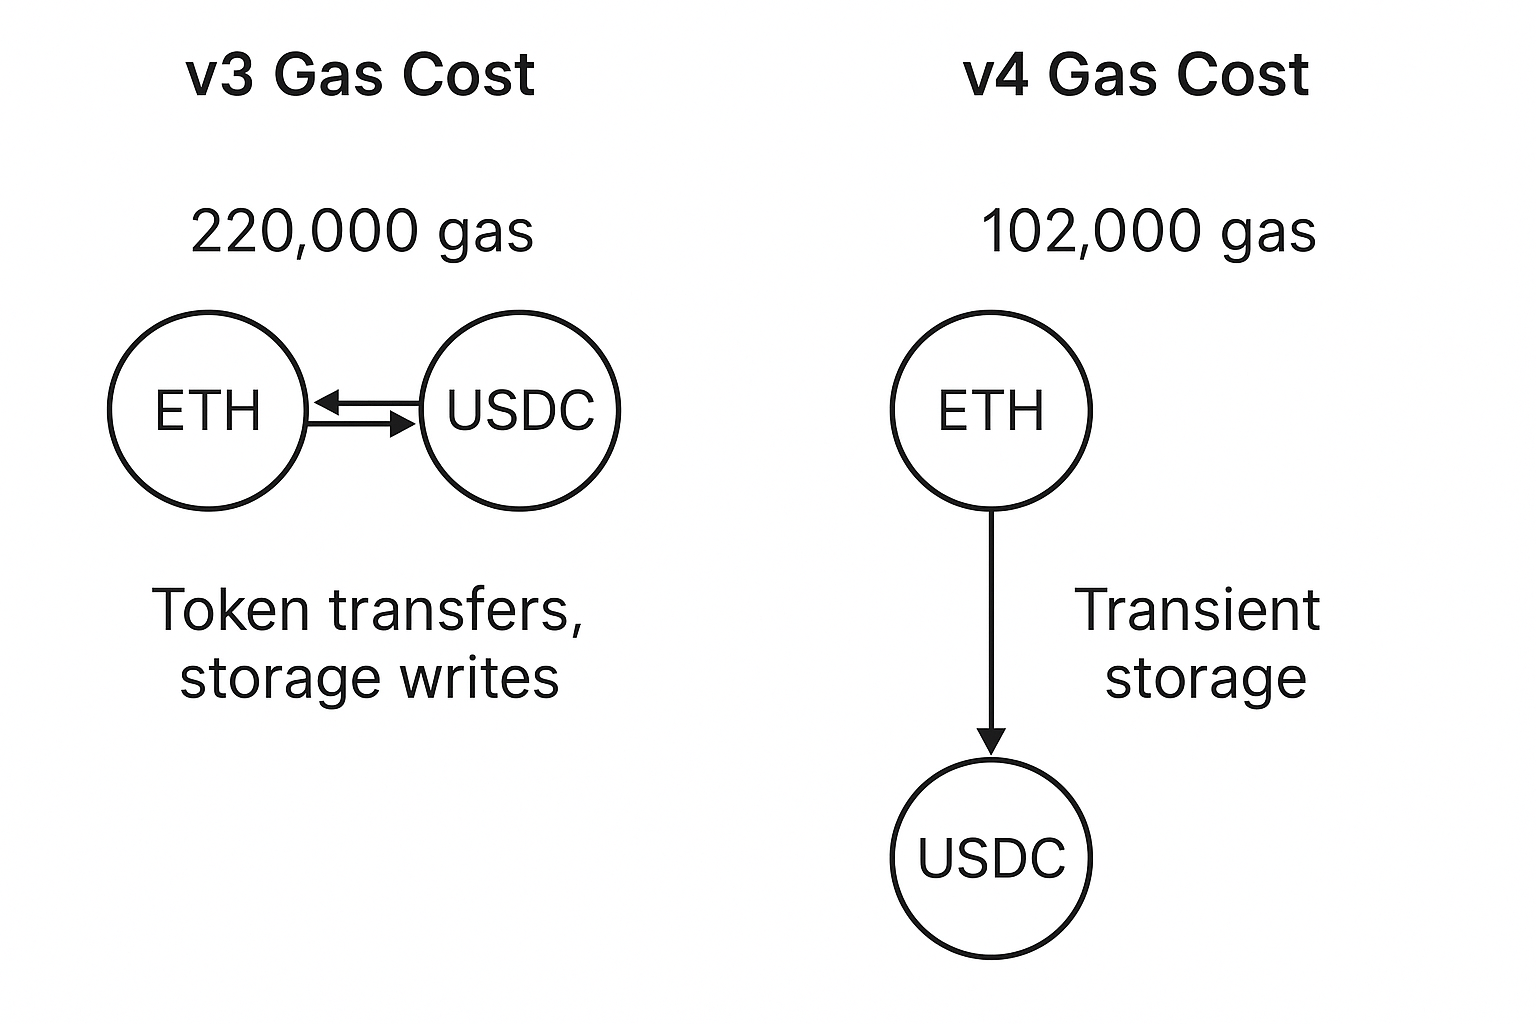 v3 Gas Cost
220,000 gas
ETH
USDC
Token transfers,
storage writes
v4 Gas Cost
102,000 gas
ETH
Transient
storage
USDC